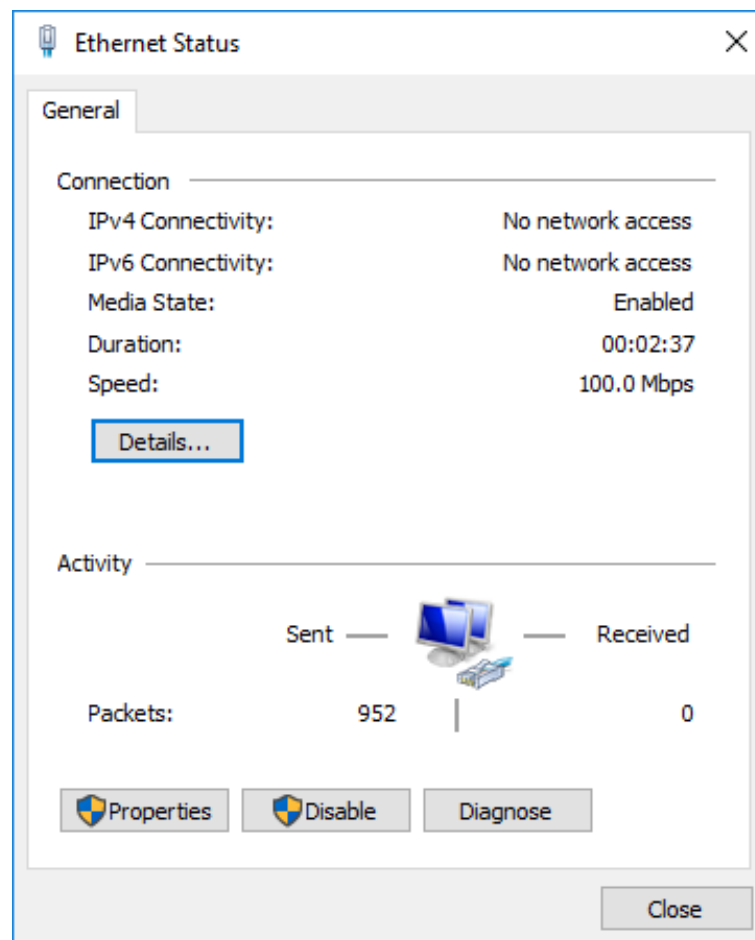 Ethernet Status
General
Connection
IPv4 Connectivity: No network access
IPv6 Connectivity: No network access
Media State: Enabled
Duration: 00:02:37
Speed: 100.0 Mbps
Details...
Activity
Sent Received
Packets: 952 0
Properties Disable Diagnose
Close